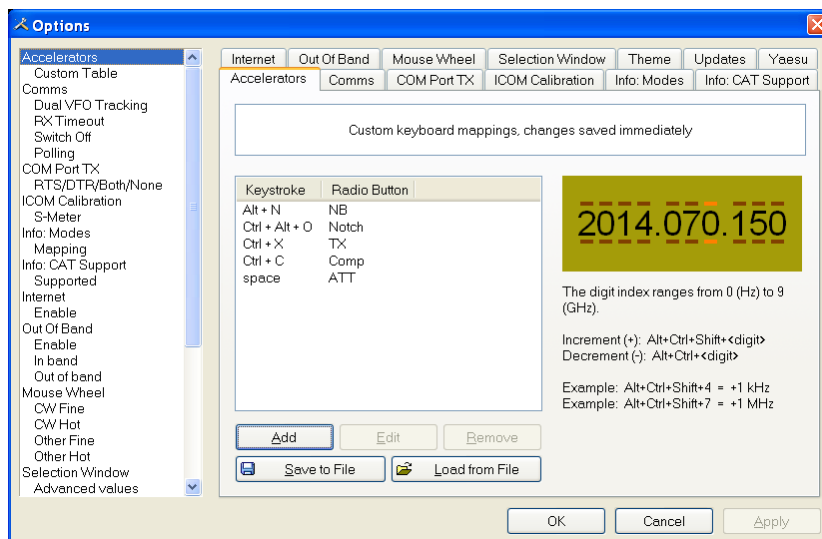 Options
Accelerators
Custom Table
Comms
Dual VFO Tracking
RX Timeout
Switch Off
Polling
COM Port TX
RTS/DTR/Both/None
ICOM Calibration
S-Meter
Info: Modes
Mapping
Info: CAT Support
Supported
Internet
Enable
Out Of Band
Enable
In band
Out of band
Mouse Wheel
CW Fine
CW Hot
Other Fine
Other Hot
Selection Window
Advanced values
Internet Out Of Band Mouse Wheel Selection Window Theme Updates Yaesu
Accelerators Comms COM Port TX ICOM Calibration Info: Modes Info: CAT Support
Custom keyboard mappings, changes saved immediately
Keystroke Radio Button
Alt + N NB
Ctrl + Alt + O Notch
Ctrl + X TX
Ctrl + C Comp
space ATT
2014.070.150
The digit index ranges from 0 (Hz) to 9
(GHz).
Increment (+): Alt+Ctrl+Shift+<digit>
Decrement (-): Alt+Ctrl+<digit>
Example: Alt+Ctrl+Shift+4 = +1 kHz
Example: Alt+Ctrl+Shift+7 = +1 MHz
Add Edit Remove
Save to File Load from File
OK Cancel Apply